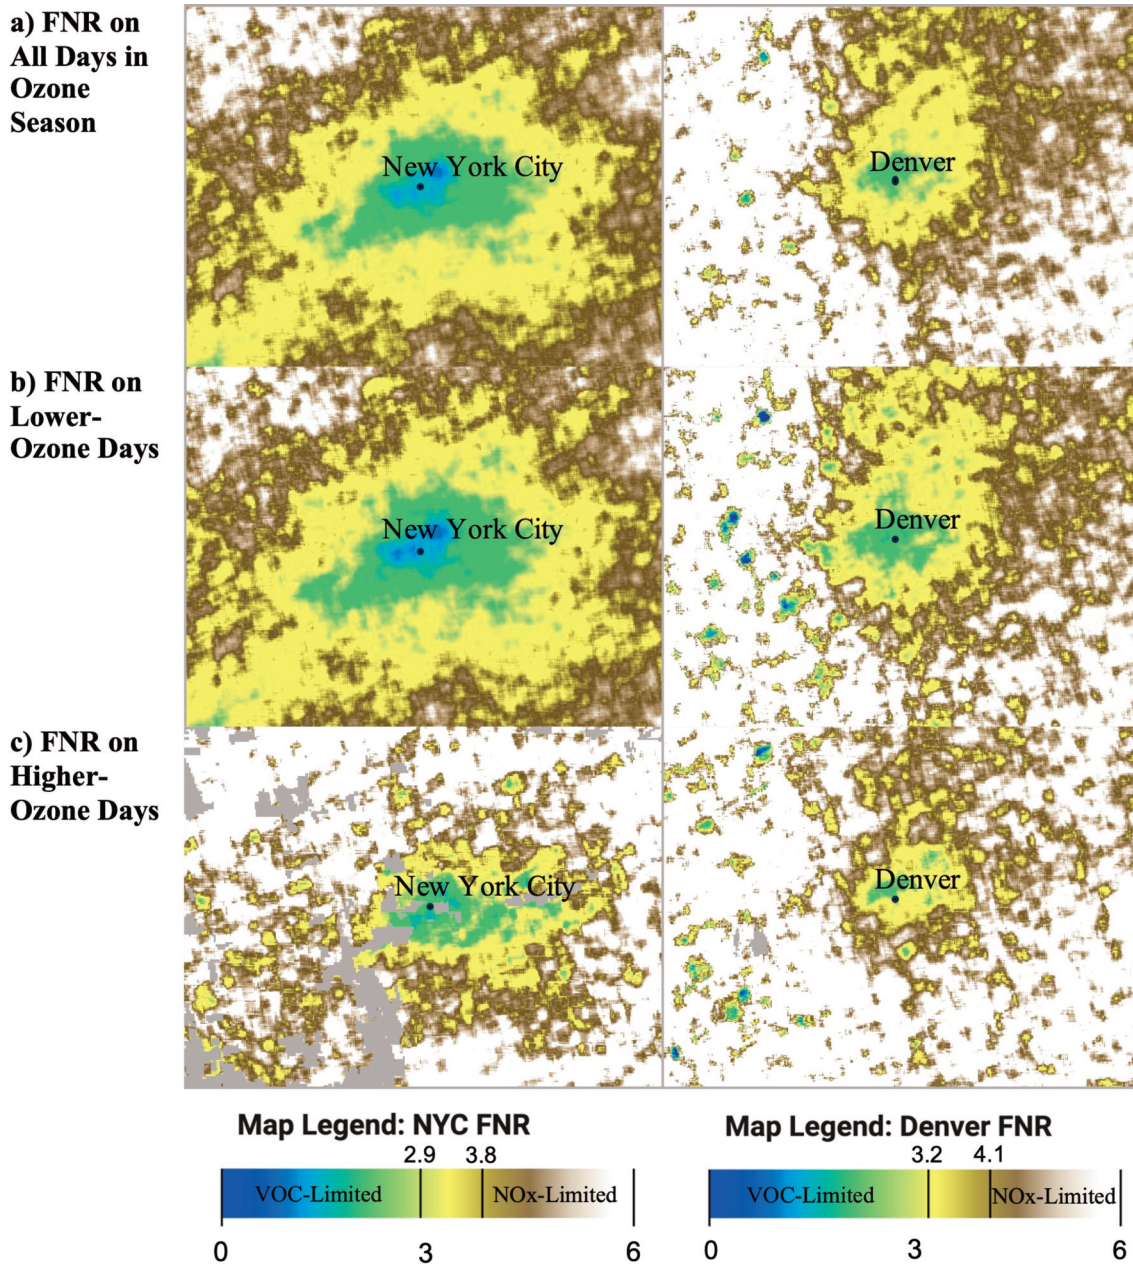 a) FNR on
All Days in
Ozone
Season
New York City
Denver
b) FNR on
Lower-
Ozone Days
New York City
Denver
c) FNR on
Higher-
Ozone Days
New York City
Denver
Map Legend: NYC FNR
2.9 3.8
VOC-Limited NOx-Limited
0 3 6
Map Legend: Denver FNR
3.2 4.1
VOC-Limited NOx-Limited
0 3 6